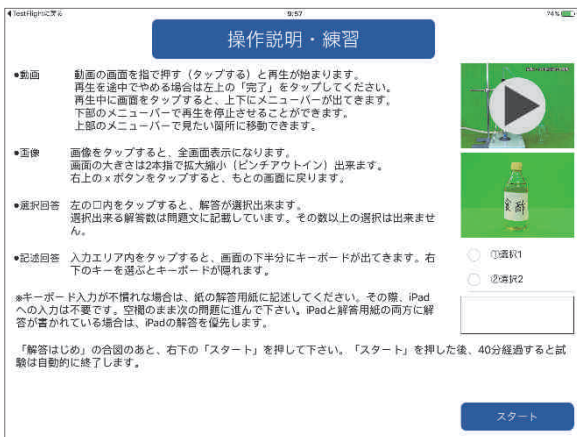 TestFlightに戻る
9:57
74%
操作説明・練習
●動画 動画の画面を指で押す（タップする）と再生が始まります。
再生を途中でやめる場合は左上の「完了」をタップしてください。
再生中に画面をタップすると、上下にメニューバーが出てきます。
下部のメニューバーで再生を停止させることができます。
上部のメニューバーで見たい箇所に移動できます。
●画像 画像をタップすると、全画面表示になります。
画面の大きさは2本指で拡大縮小（ピンチアウトイン）出来ます。
右上のxボタンをタップすると、もとの画面に戻ります。
●選択回答 左の口内をタップすると、解答が選択出来ます。
選択出来る解答数は問題文に記載しています。その数以上の選択は出来ませ
ん。
●記述回答 入力エリア内をタップすると、画面の下半分にキーボードが出てきます。右
下のキーを選ぶとキーボードが隠れます。
※キーボード入力が不慣れな場合は、紙の解答用紙に記述してください。その際、iPad
への入力は不要です。空欄のまま次の問題に進んで下さい。iPadと解答用紙の両方に解
答が書かれている場合は、iPadの解答を優先します。
「解答はじめ」の合図のあと、右下の「スタート」を押して下さい。「スタート」を押した後、40分経過すると試
験は自動的に終了します。
食酢
①選択1
②選択2
スタート